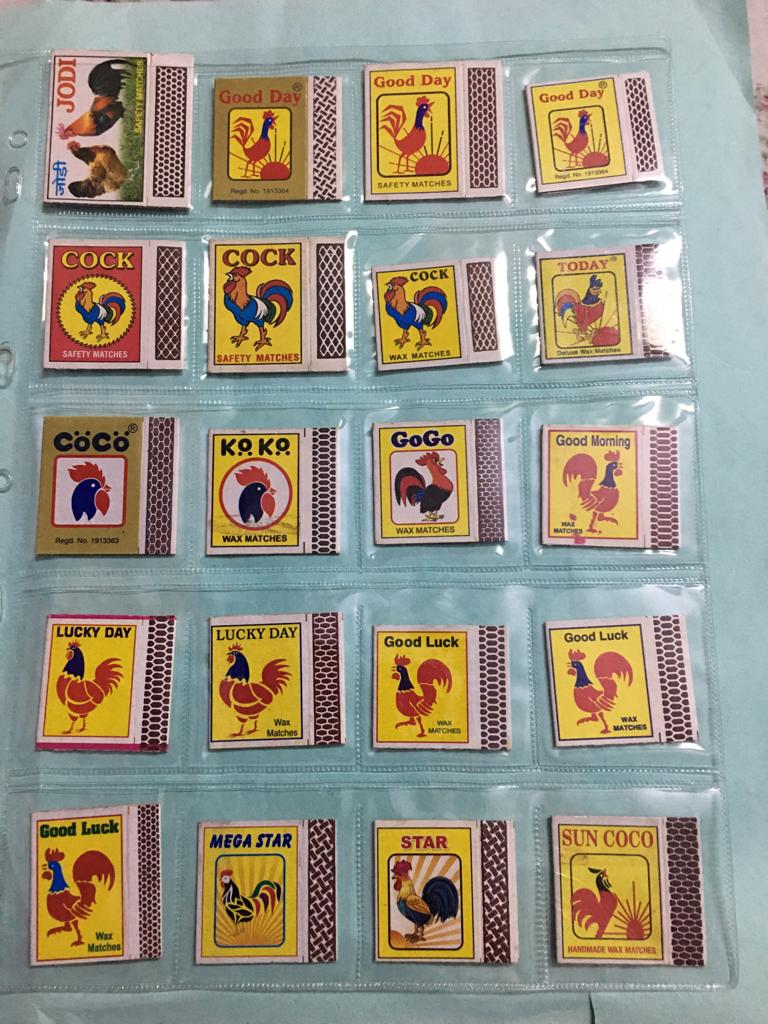 JODI
जोड़ी
SAFETY MATCHES
Good Day®
Regd. No. 1913364
Good Day
SAFETY MATCHES
Good Day®
Regd. No. 1913364
COCK
SAFETY MATCHES
COCK
SAFETY MATCHES
COCK
WAX MATCHES
TODAY
Deluxe Wax Matches
CÖCÖ®
Regd. No. 1913363
KO. KO.
WAX MATCHES
GoGo
WAX MATCHES
Good Morning
WAX
MATCHES
LUCKY DAY
LUCKY DAY
Wax
Matches
Good Luck
WAX
MATCHES
Good Luck
WAX
MATCHES
Good Luck
Wax
Matches
MEGA STAR
STAR
SUN COCO
HANDMADE WAX MATCHES